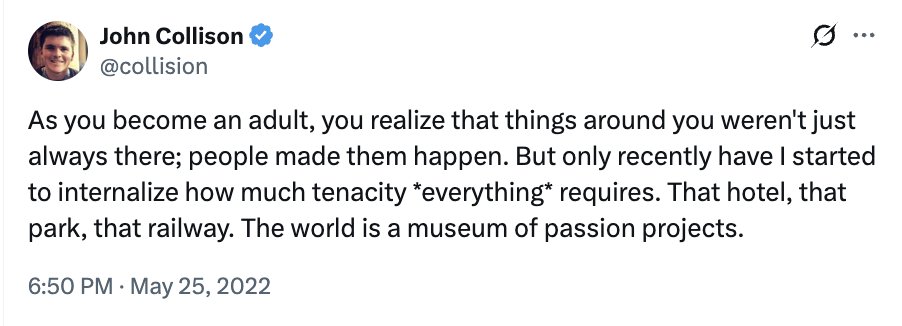 John Collison
@collision
As you become an adult, you realize that things around you weren't just
always there; people made them happen. But only recently have I started
to internalize how much tenacity *everything* requires. That hotel, that
park, that railway. The world is a museum of passion projects.
6:50 PM · May 25, 2022